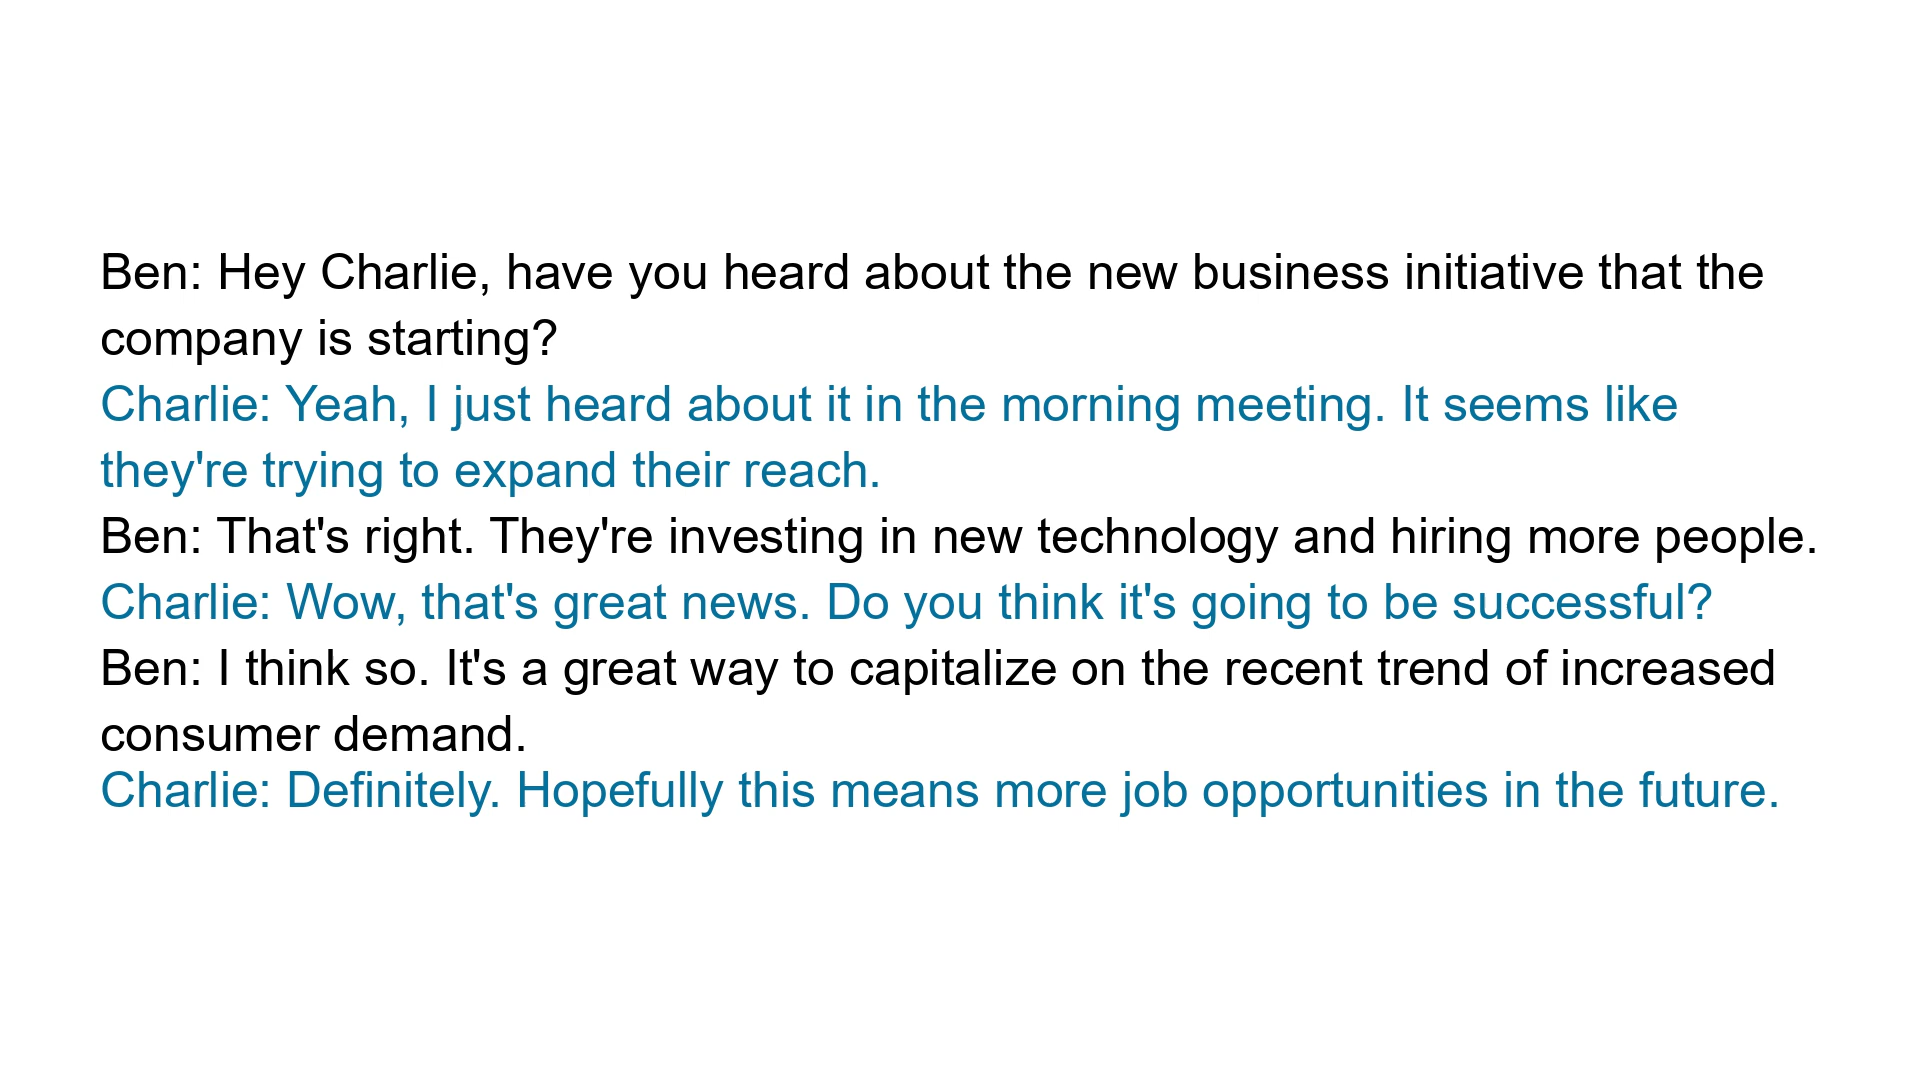 Ben: Hey Charlie, have you heard about the new business initiative that the
company is starting?
Charlie: Yeah, I just heard about it in the morning meeting. It seems like
they're trying to expand their reach.
Ben: That's right. They're investing in new technology and hiring more people.
Charlie: Wow, that's great news. Do you think it's going to be successful?
Ben: I think so. It's a great way to capitalize on the recent trend of increased
consumer demand.
Charlie: Definitely. Hopefully this means more job opportunities in the future.